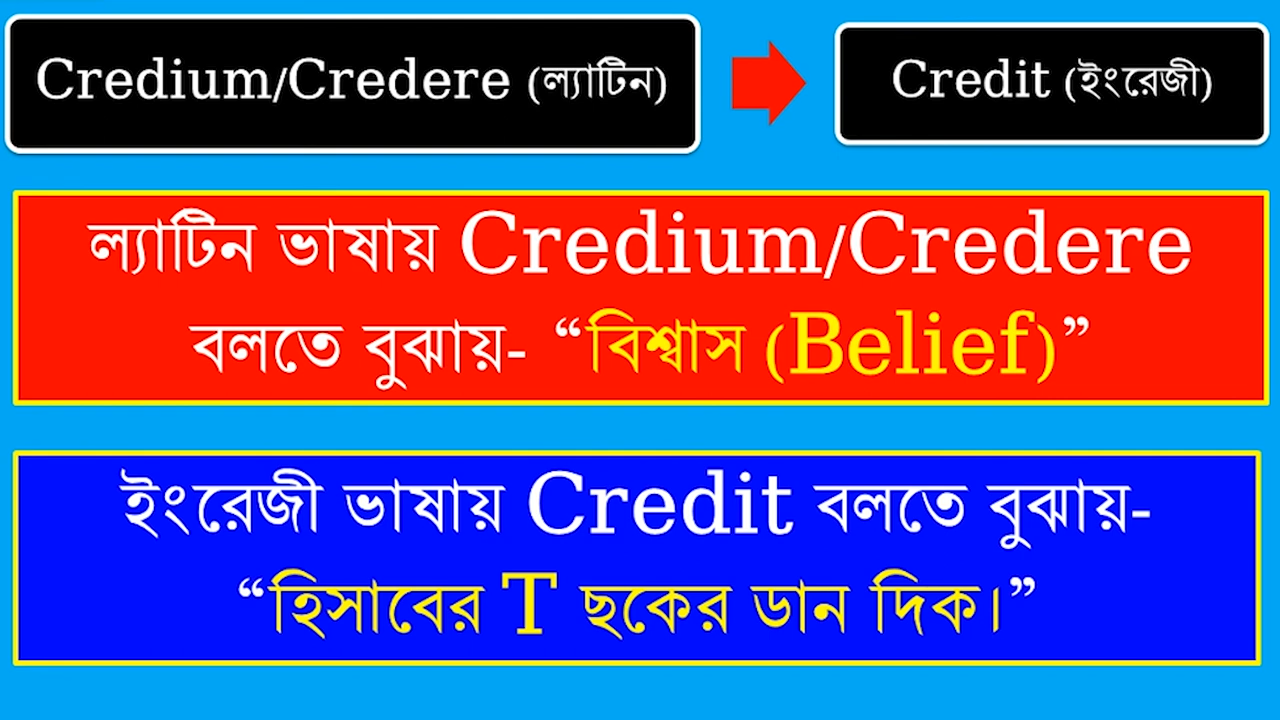 Credium/Credere (ল্যাটিন)
Credit (ইংরেজী)
ল্যাটিন ভাষায় Credium/Credere
বলতে বুঝায়- “বিশ্বাস (Belief)”
ইংরেজী ভাষায় Credit বলতে বুঝায়-
“হিসাবের T ছকের ডান দিক।”